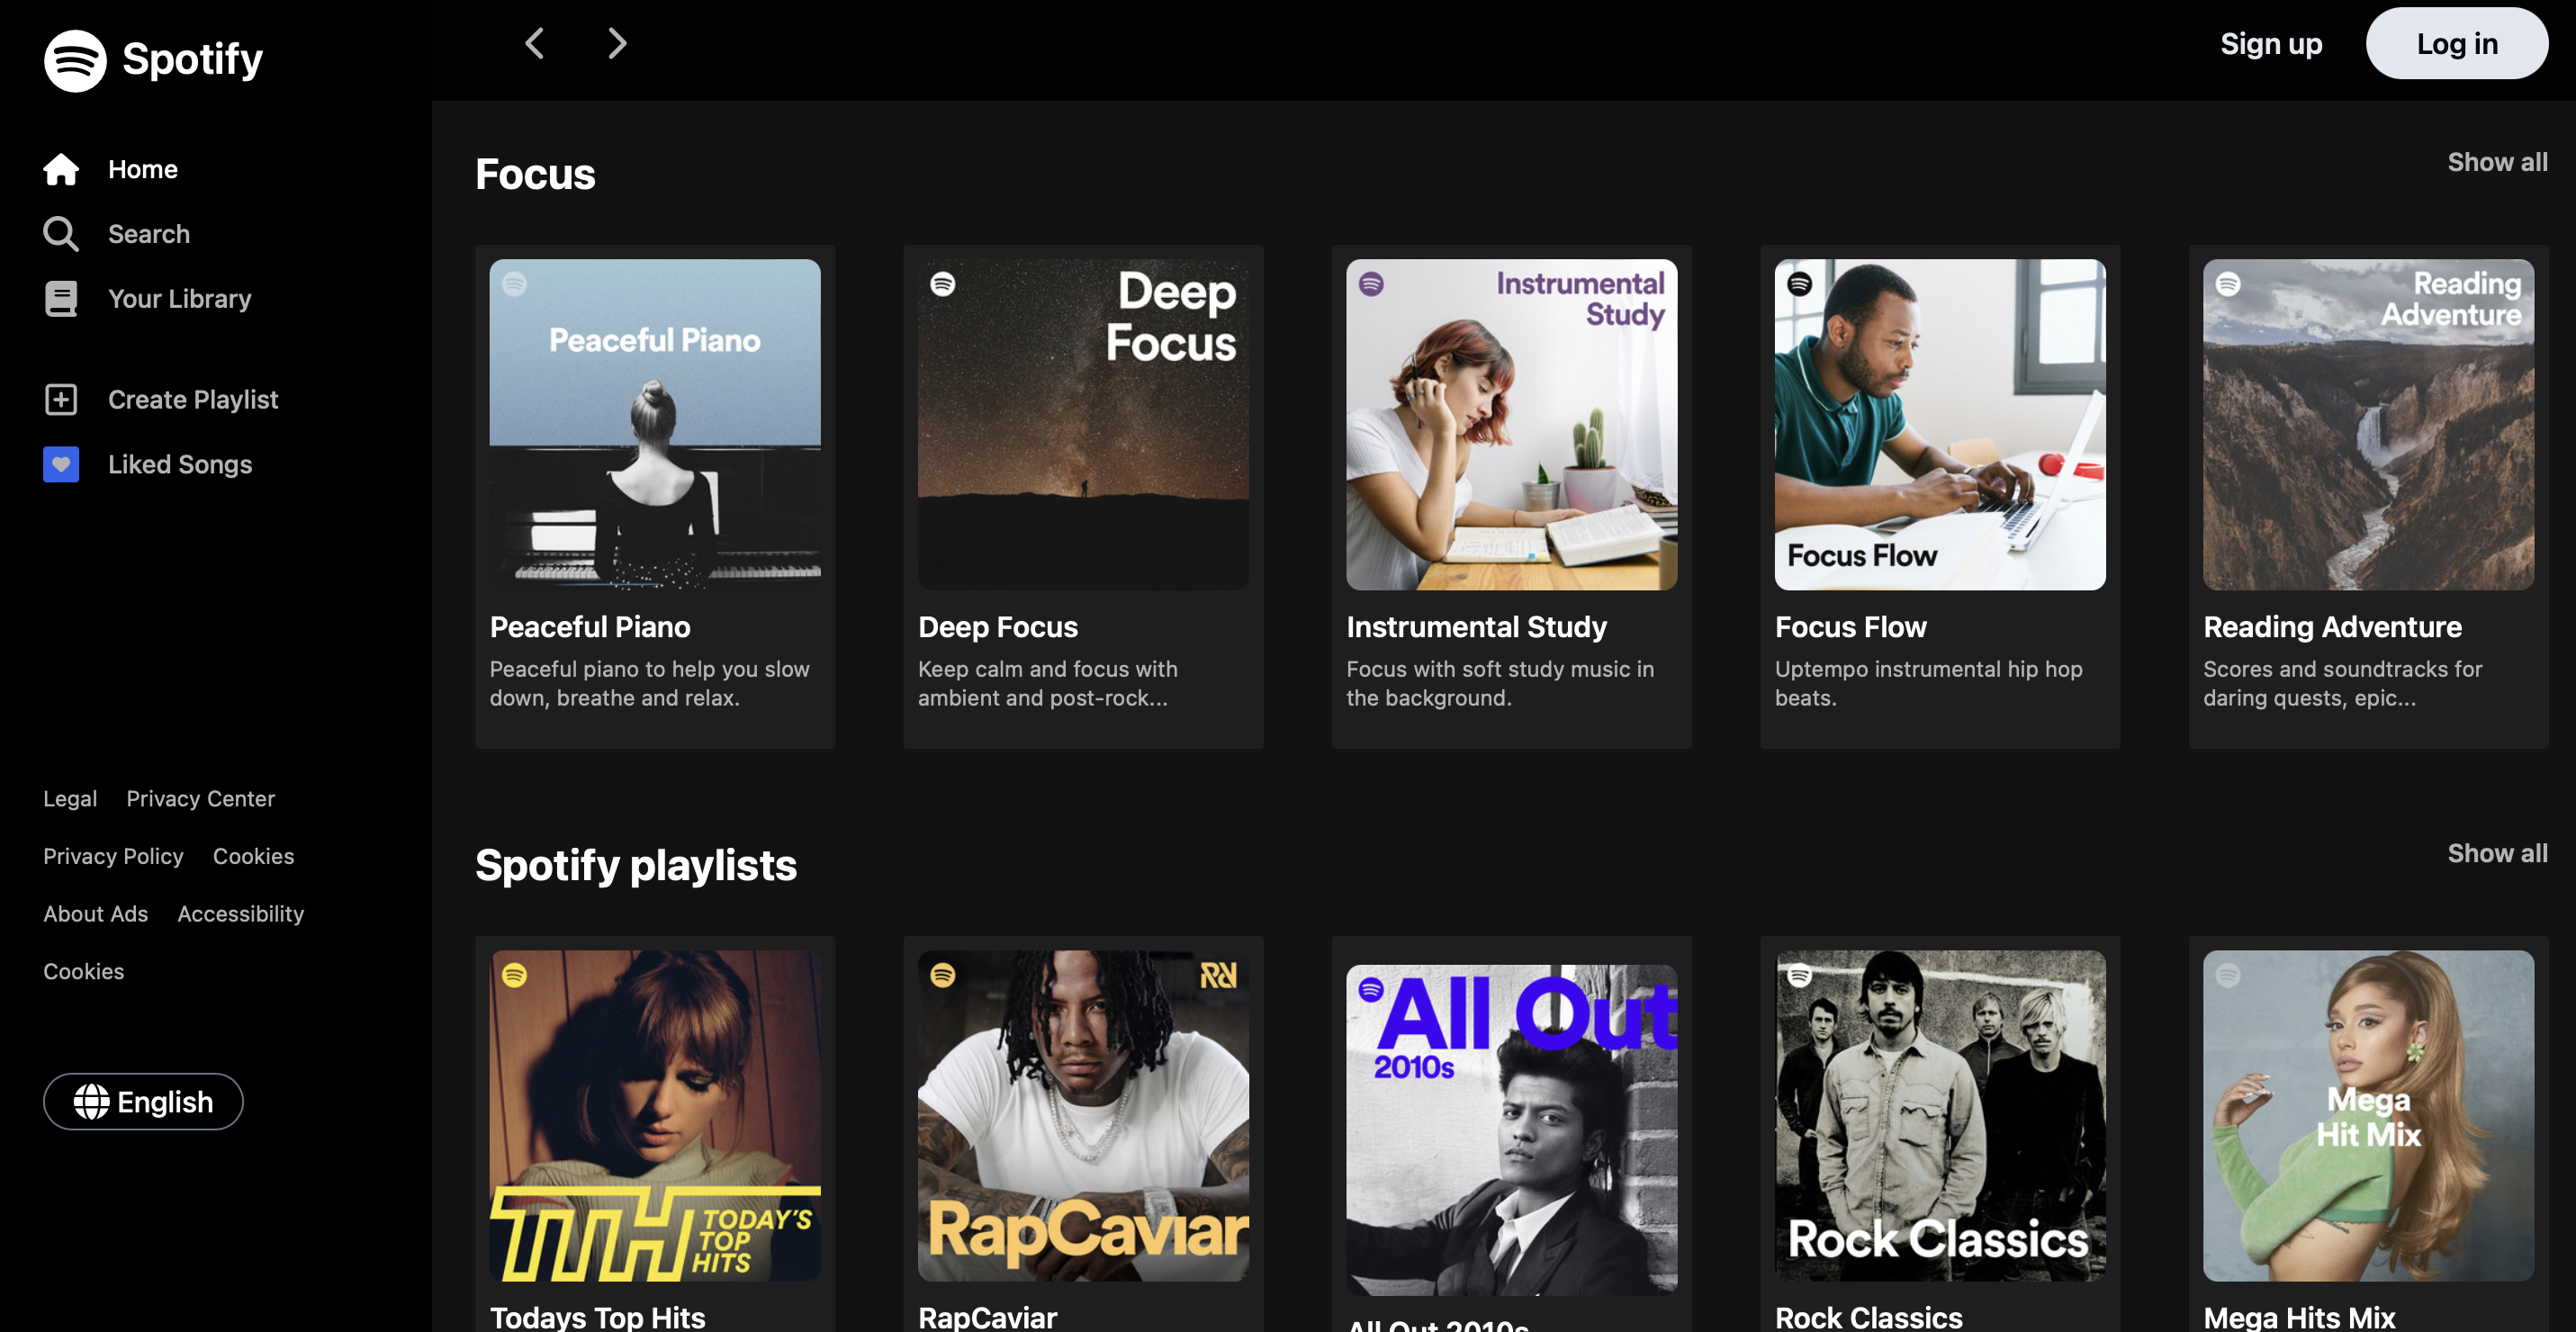 Spotify
Home
Search
Your Library
Create Playlist
Liked Songs
Legal Privacy Center
Privacy Policy Cookies
About Ads Accessibility
Cookies
English
Sign up Log in
Focus
Show all
Peaceful Piano
Peaceful Piano
Peaceful piano to help you slow
down, breathe and relax.
Deep
Focus
Deep Focus
Keep calm and focus with
ambient and post-rock...
Instrumental
Study
Instrumental Study
Focus with soft study music in
the background.
Focus Flow
Focus Flow
Uptempo instrumental hip hop
beats.
Reading
Adventure
Reading Adventure
Scores and soundtracks for
daring quests, epic...
Spotify playlists
Show all
TTH
TODAY'S
TOP
HITS
Todays Top Hits
RapCaviar
RapCaviar
All Out
2010s
All Out 2010s
Rock Classics
Rock Classics
Mega
Hit Mix
Mega Hits Mix